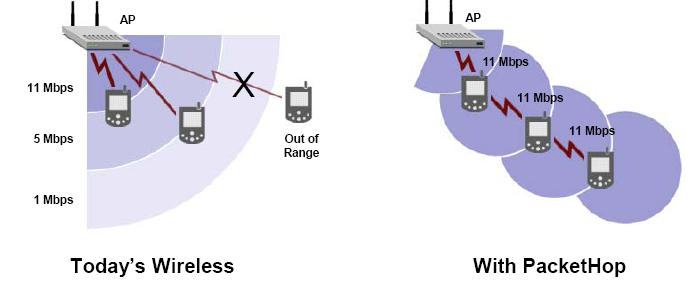 AP
11 Mbps
5 Mbps
1 Mbps
X
Out of
Range
Today's Wireless
AP
11 Mbps
11 Mbps
11 Mbps
With PacketHop